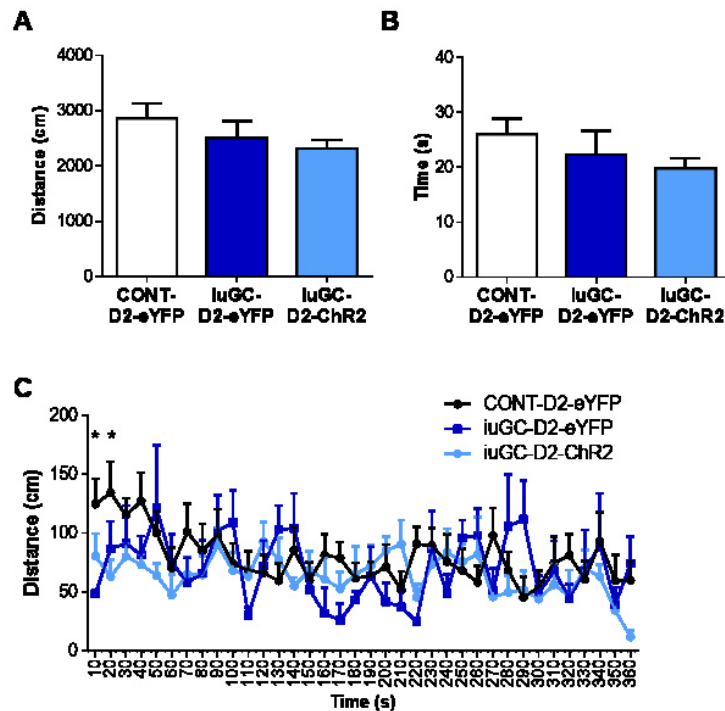 A
Distance (cm)
4000
3000
2000
1000
0
CONT-
D2-eYFP
iuGC-
D2-eYFP
iuGC-
D2-ChR2
B
Time (s)
40
30
20
10
0
CONT-
D2-eYFP
iuGC-
D2-eYFP
iuGC-
D2-ChR2
C
CONT-D2-eYFP
iuGC-D2-eYFP
iuGC-D2-ChR2
Distance (cm)
200
150
100
50
0
* *
10 20 30 40 50 60 70 80 90 100 110 120 130 140 150 160 170 180 190 200 210 220 230 240 250 260 270 280 290 300 310 320 330 340 350 360
Time (s)